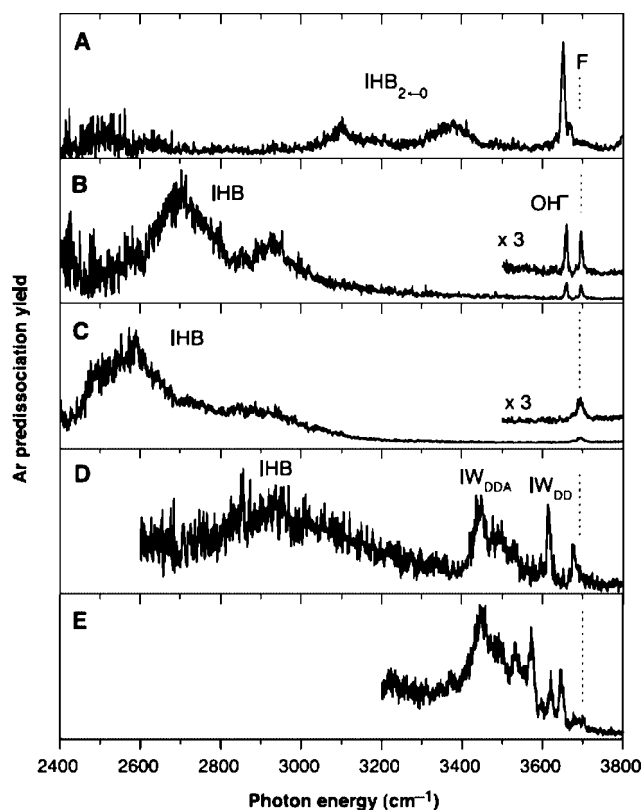 A
IHB2←0
F
B
IHB
OH⁻
x 3
C
IHB
x 3
D
IHB
IWDDA
IWDD
E
Ar predissociation yield
2400 2600 2800 3000 3200 3400 3600 3800
Photon energy (cm⁻¹)